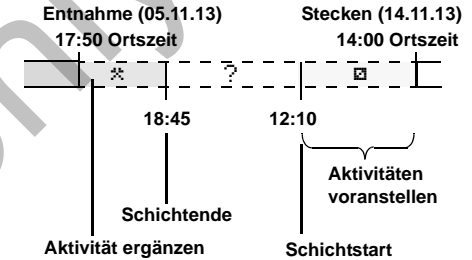 Entnahme (05.11.13) Stecken (14.11.13)
17:50 Ortszeit 14:00 Ortszeit
?
18:45 12:10
Aktivitäten
voranstellen
Schichtende
Aktivität ergänzen Schichtstart